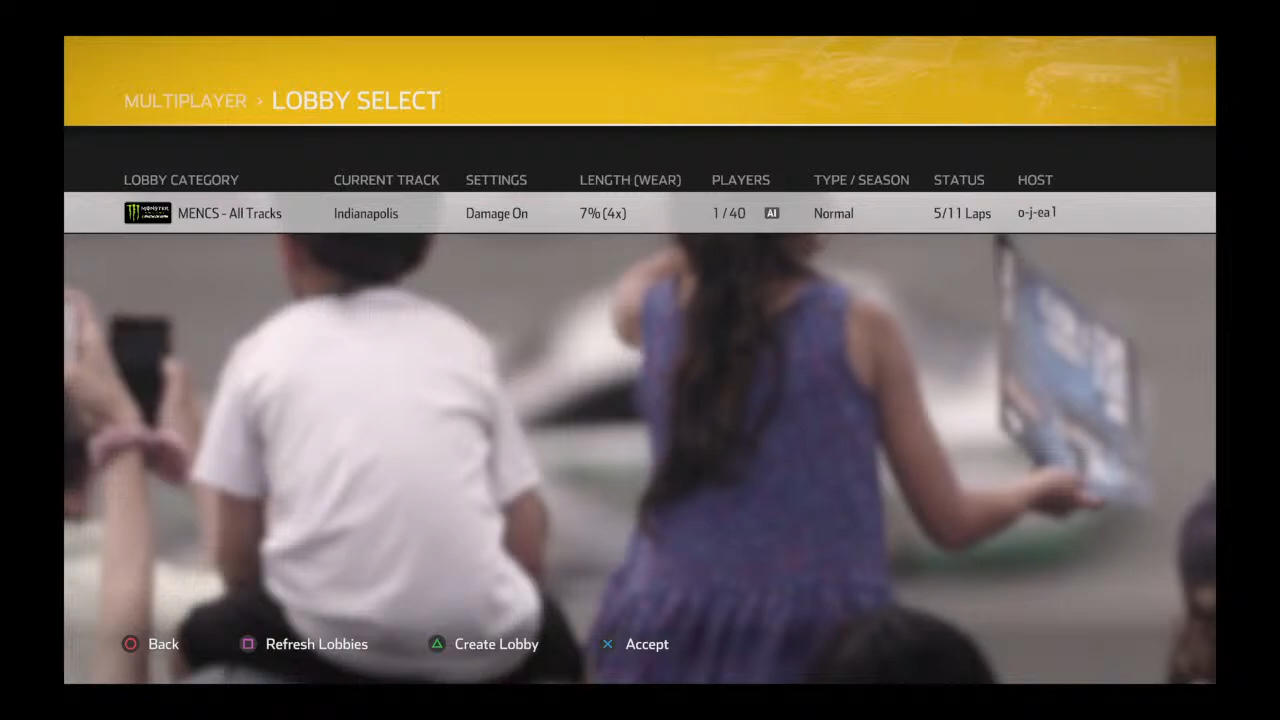 MULTIPLAYER > LOBBY SELECT
LOBBY CATEGORY CURRENT TRACK SETTINGS LENGTH (WEAR) PLAYERS TYPE / SEASON STATUS HOST
MONSTER MENCS - All Tracks Indianapolis Damage On 7% (4x) 1 / 40 AI Normal 5/11 Laps o-j-ea1
Back Refresh Lobbies Create Lobby Accept